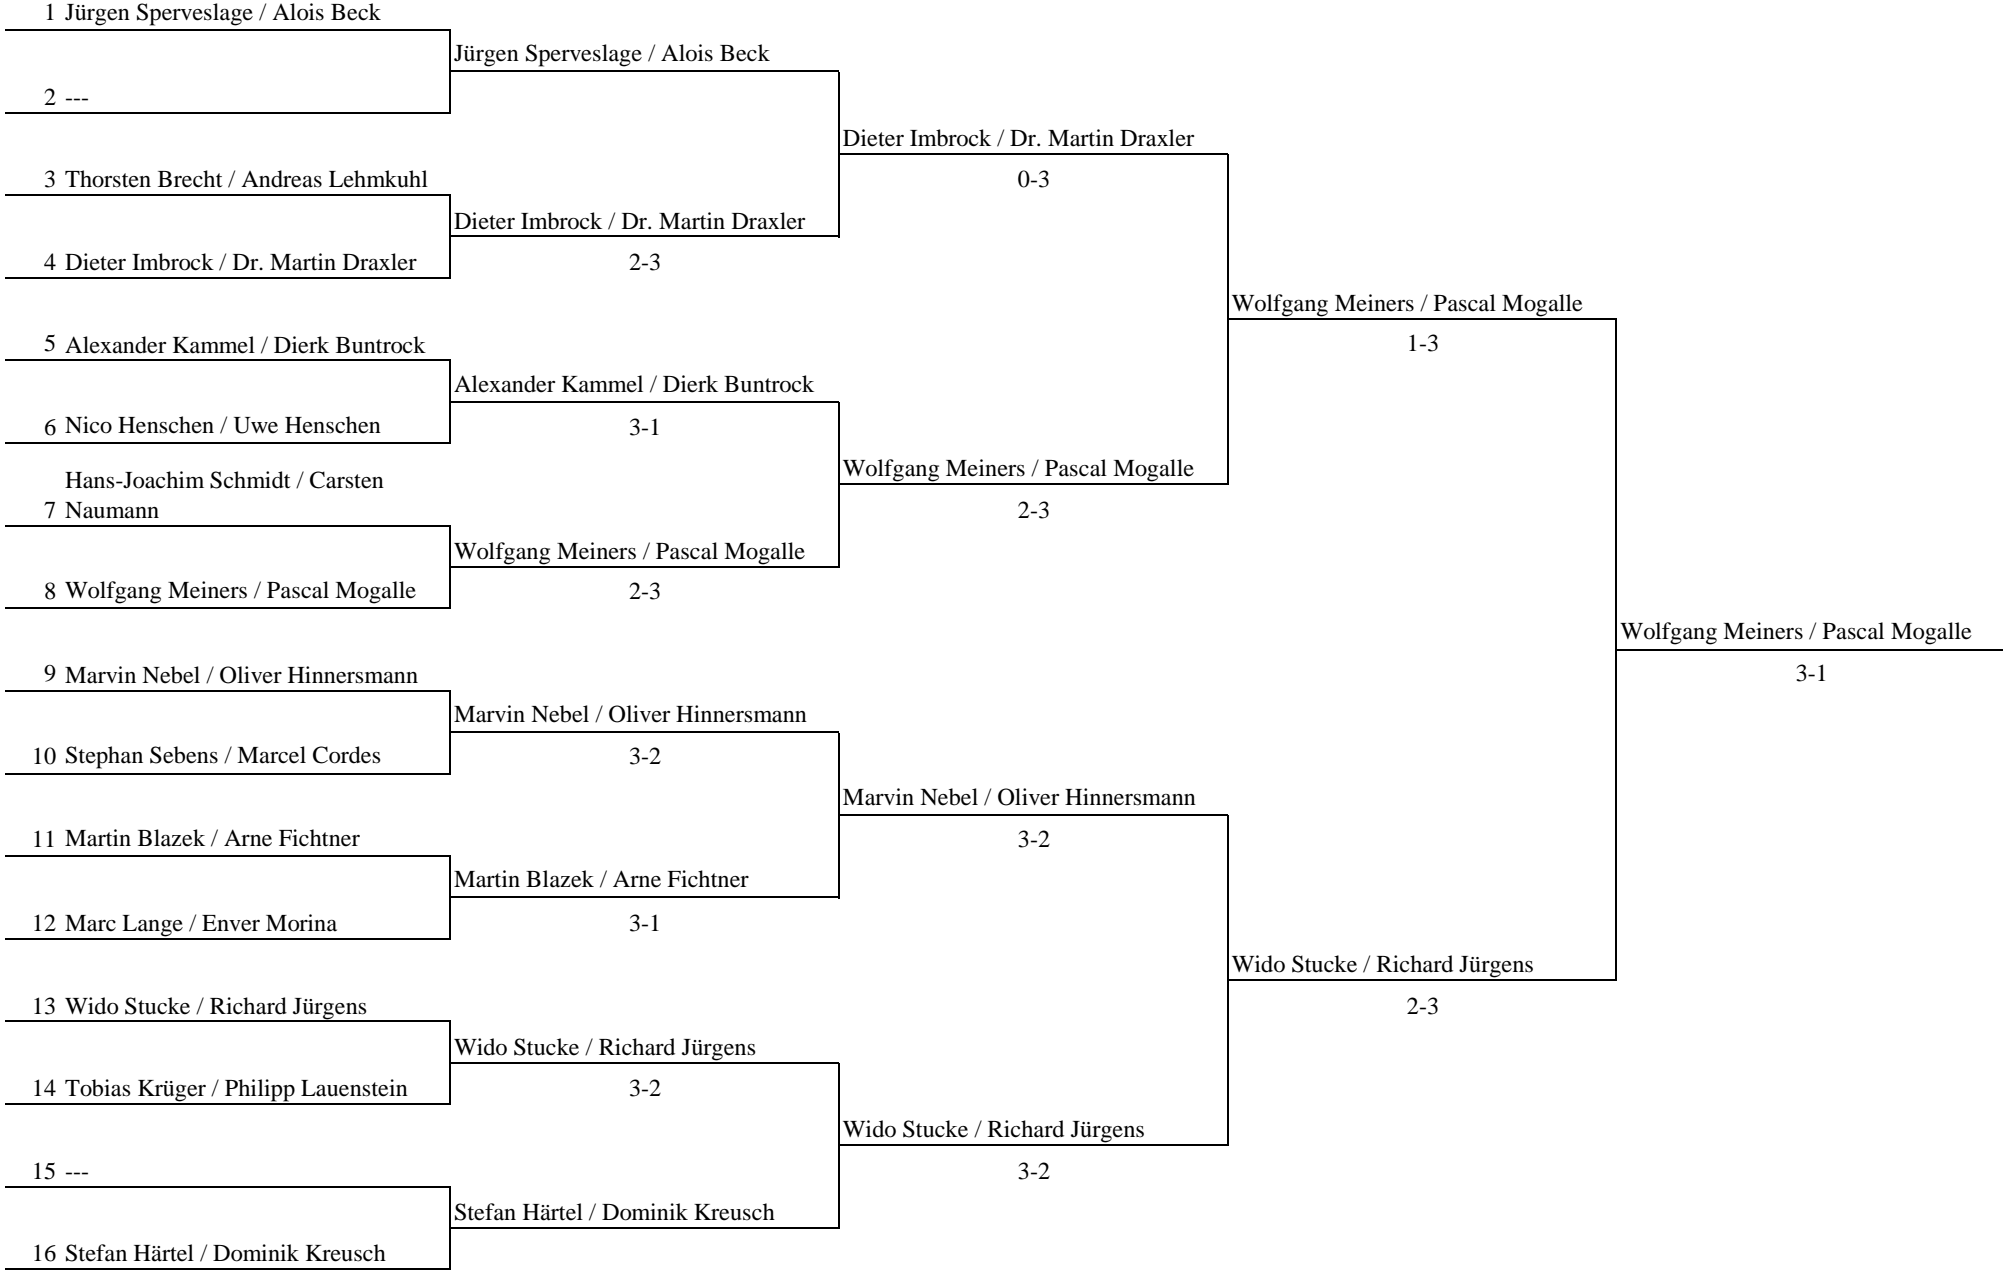 1 Jürgen Sperveslage / Alois Beck
Jürgen Sperveslage / Alois Beck
2 ---
Dieter Imbrock / Dr. Martin Draxler
3 Thorsten Brecht / Andreas Lehmkuhl
0-3
Dieter Imbrock / Dr. Martin Draxler
4 Dieter Imbrock / Dr. Martin Draxler
2-3
Wolfgang Meiners / Pascal Mogalle
5 Alexander Kammel / Dierk Buntrock
1-3
Alexander Kammel / Dierk Buntrock
6 Nico Henschen / Uwe Henschen
3-1
Wolfgang Meiners / Pascal Mogalle
Hans-Joachim Schmidt / Carsten
7 Naumann
2-3
Wolfgang Meiners / Pascal Mogalle
8 Wolfgang Meiners / Pascal Mogalle
2-3
Wolfgang Meiners / Pascal Mogalle
9 Marvin Nebel / Oliver Hinnersmann
3-1
Marvin Nebel / Oliver Hinnersmann
10 Stephan Sebens / Marcel Cordes
3-2
Marvin Nebel / Oliver Hinnersmann
11 Martin Blazek / Arne Fichtner
3-2
Martin Blazek / Arne Fichtner
12 Marc Lange / Enver Morina
3-1
Wido Stucke / Richard Jürgens
13 Wido Stucke / Richard Jürgens
2-3
Wido Stucke / Richard Jürgens
14 Tobias Krüger / Philipp Lauenstein
3-2
Wido Stucke / Richard Jürgens
15 ---
3-2
Stefan Härtel / Dominik Kreusch
16 Stefan Härtel / Dominik Kreusch